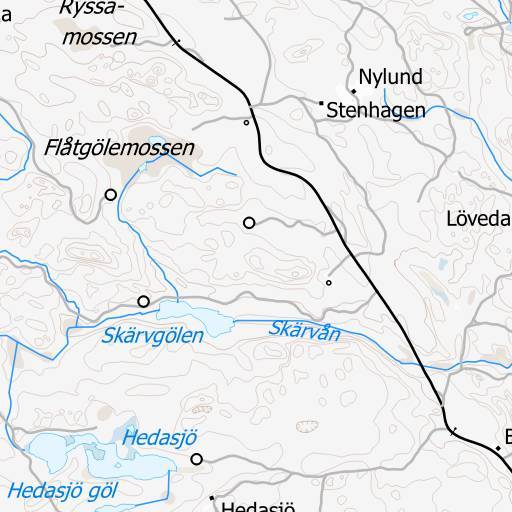 Ryssa-
mossen
Nylund
Stenhagen
Flåtgölemossen
Löveda
Skärvgölen
Skärvån
Hedasjö
Hedasjö göl
Hedasjö